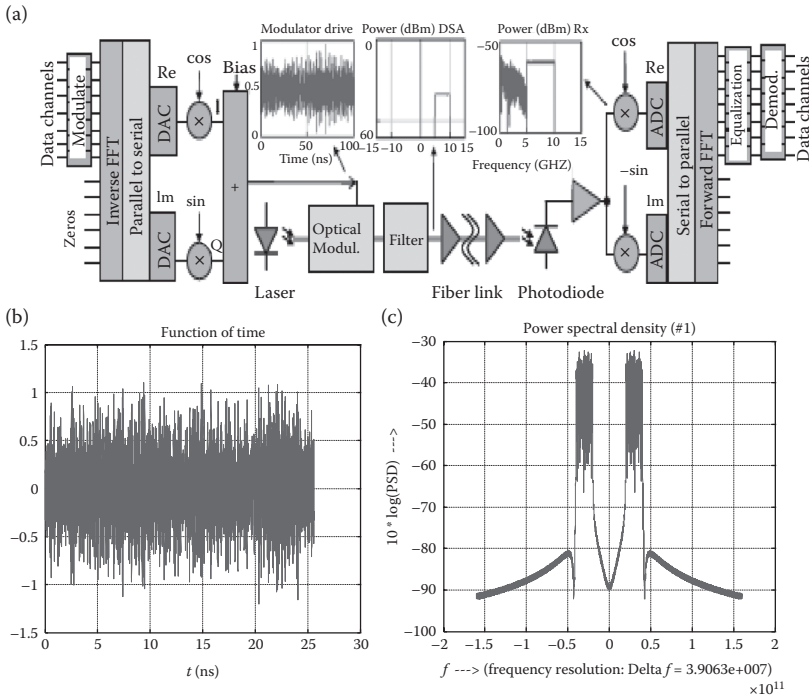 (a)
Data channels
Modulate
Zeros
Inverse FFT
Parallel to serial
Re
DAC
cos
×
I
Im
DAC
sin
×
Q
Bias
+
Modulator drive
1
0.5
0
0
50
100
Time (ns)
Power (dBm) DSA
0
60
−15
−10
0
10
15
Power (dBm) Rx
−50
−100
0
5
10
15
Frequency (GHZ)
Laser
Optical
Modul.
Filter
Fiber link
Photodiode
cos
×
Re
ADC
−sin
×
Im
ADC
Serial to parallel
Forward FFT
Equalization
Demod.
Data channels
(b)
Function of time
1.5
1
0.5
0
−0.5
−1
−1.5
0
5
10
15
20
25
30
t (ns)
(c)
Power spectral density (#1)
10 * log(PSD) --->
−30
−40
−50
−60
−70
−80
−90
−100
−2
−1.5
−1
−0.5
0
0.5
1
1.5
2
f ---> (frequency resolution: Delta f = 3.9063e+007)
×10¹¹